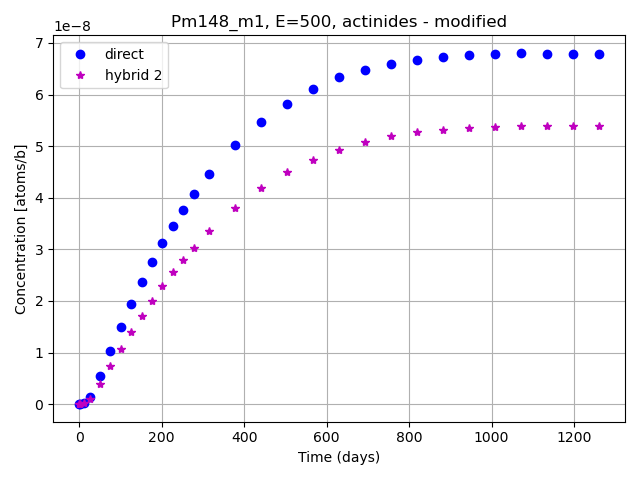 Pm148_m1, E=500, actinides - modified
1e−8
direct
hybrid 2
7
6
5
4
3
2
1
0
Concentration [atoms/b]
0 200 400 600 800 1000 1200
Time (days)